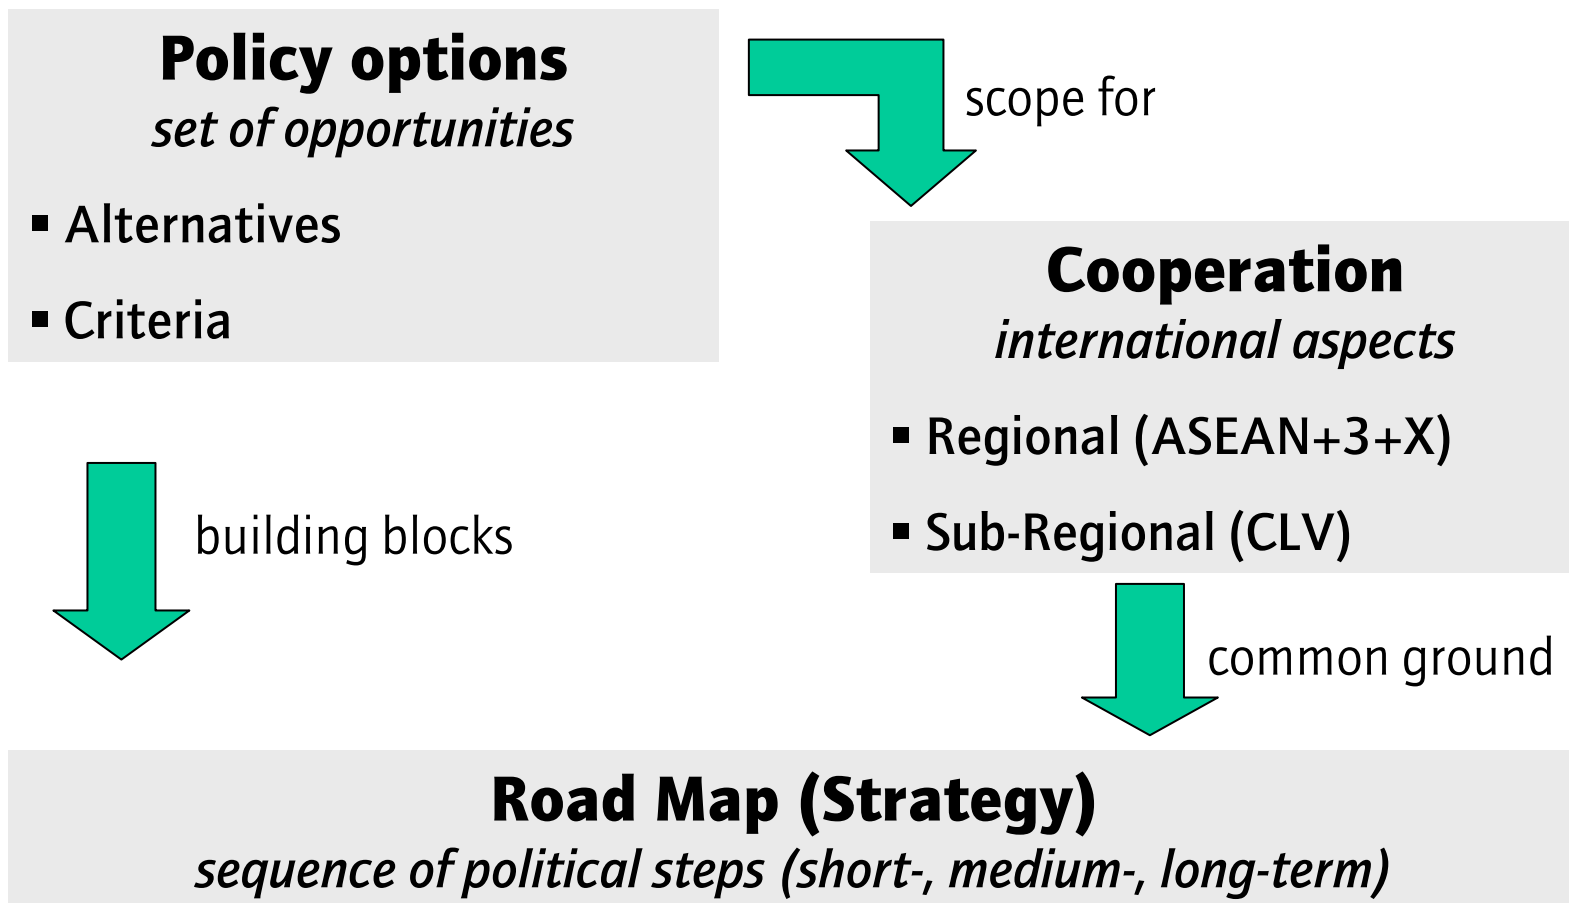 Policy options
set of opportunities
▪ Alternatives
▪ Criteria
scope for
Cooperation
international aspects
▪ Regional (ASEAN+3+X)
▪ Sub-Regional (CLV)
building blocks
common ground
Road Map (Strategy)
sequence of political steps (short-, medium-, long-term)